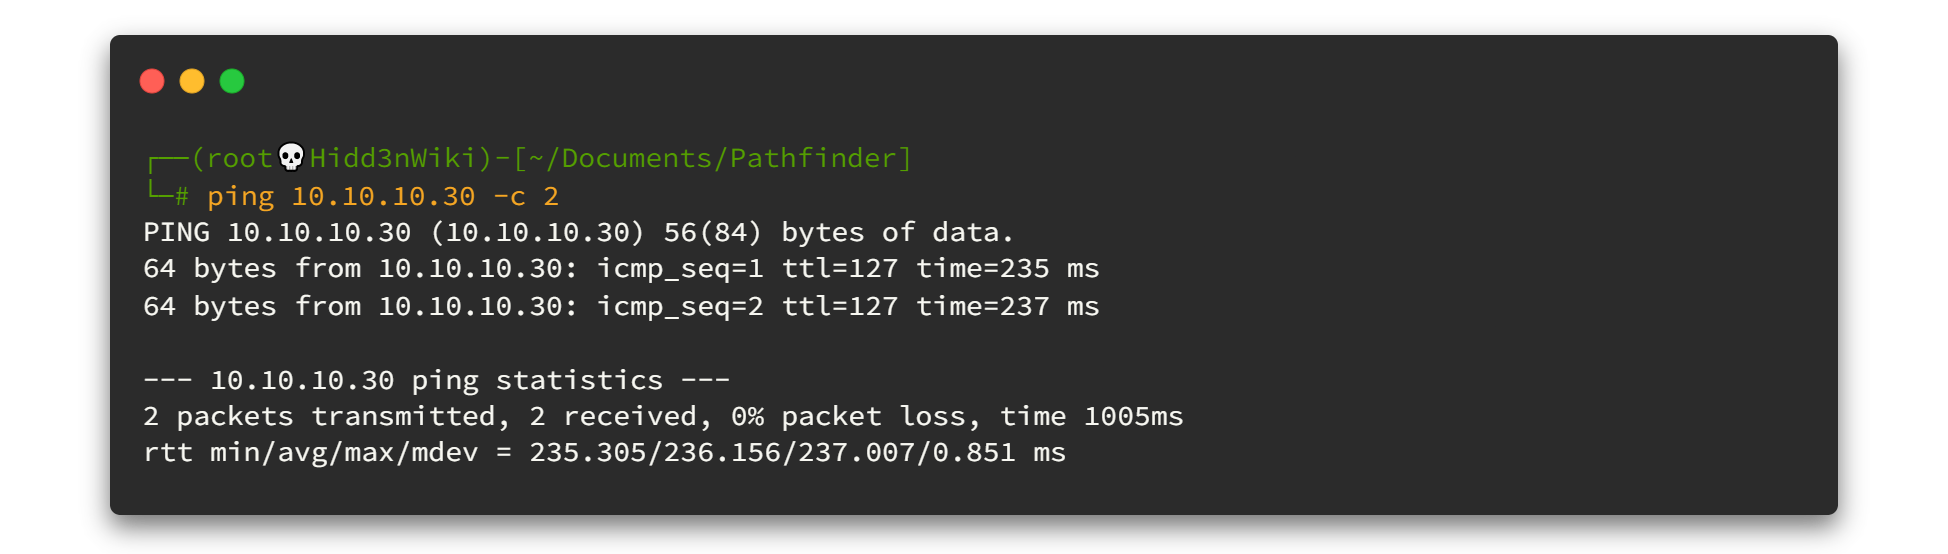 ┌──(root💀Hidd3nWiki)-[~/Documents/Pathfinder]
└─# ping 10.10.10.30 -c 2
PING 10.10.10.30 (10.10.10.30) 56(84) bytes of data.
64 bytes from 10.10.10.30: icmp_seq=1 ttl=127 time=235 ms
64 bytes from 10.10.10.30: icmp_seq=2 ttl=127 time=237 ms
--- 10.10.10.30 ping statistics ---
2 packets transmitted, 2 received, 0% packet loss, time 1005ms
rtt min/avg/max/mdev = 235.305/236.156/237.007/0.851 ms